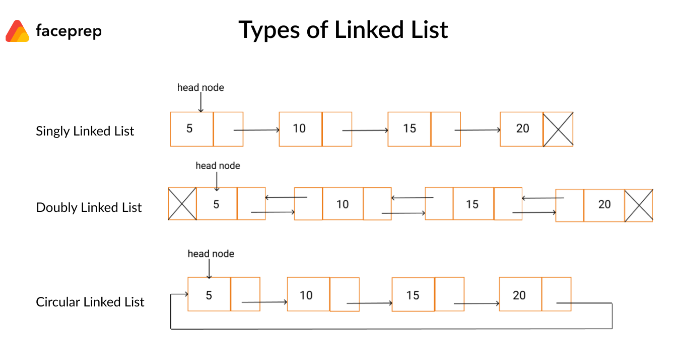 faceprep
Types of Linked List
head node
Singly Linked List
5 10 15 20
head node
Doubly Linked List
5 10 15 20
head node
Circular Linked List
5 10 15 20